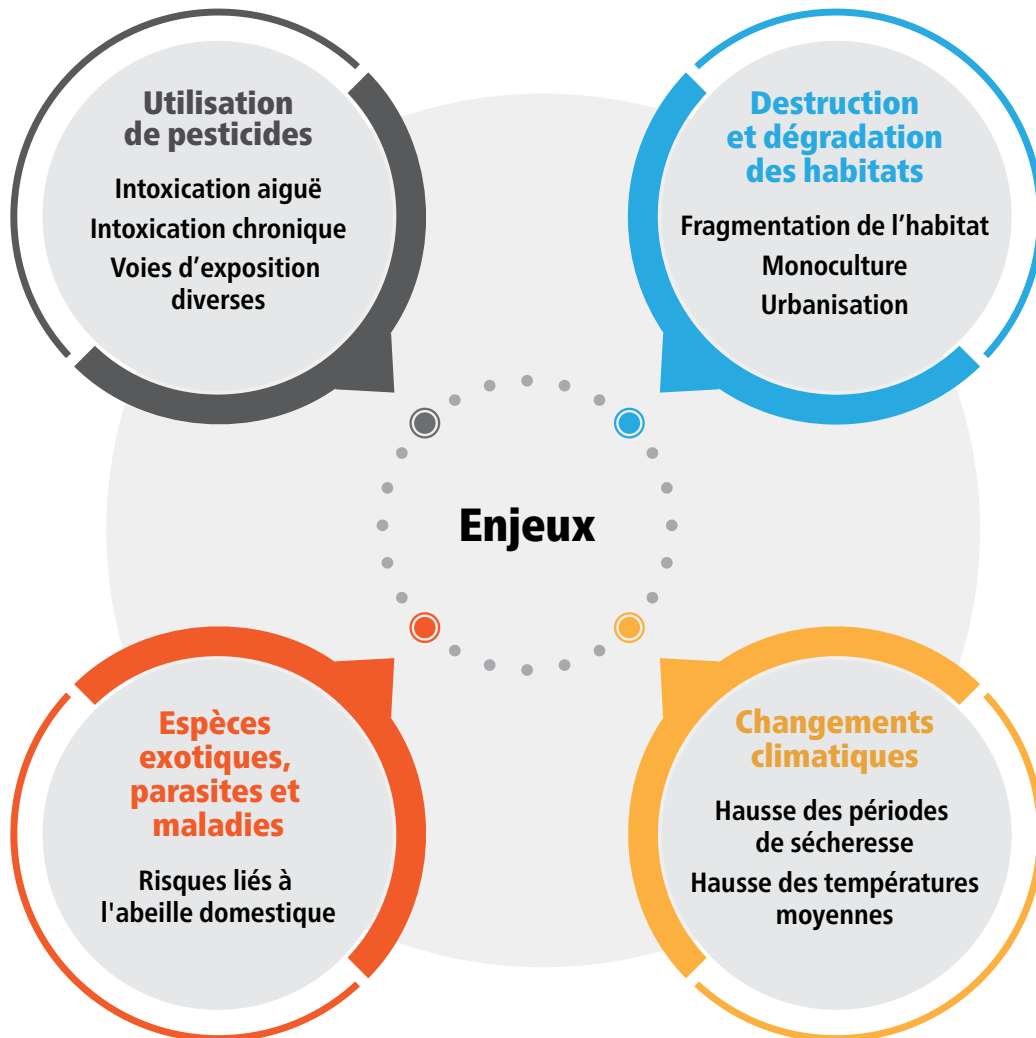 Utilisation
de pesticides
Intoxication aiguë
Intoxication chronique
Voies d'exposition
diverses
Destruction
et dégradation
des habitats
Fragmentation de l'habitat
Monoculture
Urbanisation
Enjeux
Espèces
exotiques,
parasites et
maladies
Risques liés à
l'abeille domestique
Changements
climatiques
Hausse des périodes
de sécheresse
Hausse des températures
moyennes